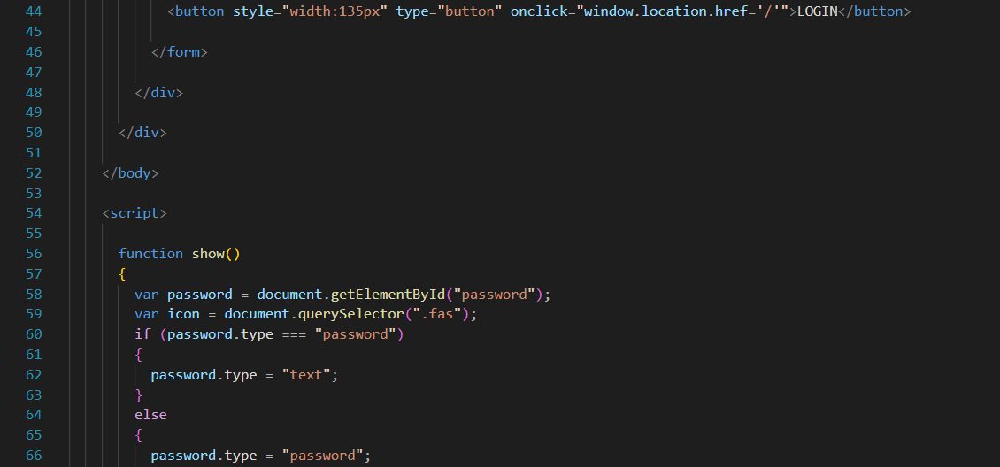 44 <button style="width:135px" type="button" onclick="window.location.href='/'">LOGIN</button>
45
46 </form>
47
48 </div>
49
50 </div>
51
52 </body>
53
54 <script>
55
56 function show()
57 {
58 var password = document.getElementById("password");
59 var icon = document.querySelector(".fas");
60 if (password.type === "password")
61 {
62 password.type = "text";
63 }
64 else
65 {
66 password.type = "password";